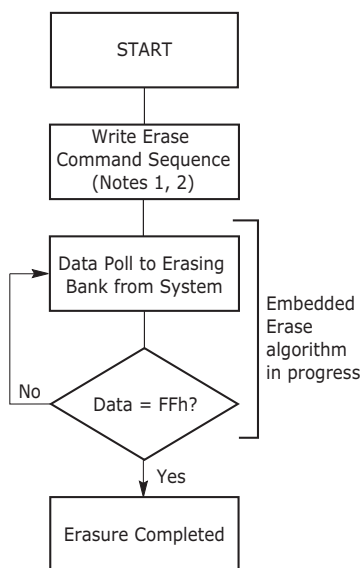 START
Write Erase
Command Sequence
(Notes 1, 2)
Data Poll to Erasing
Bank from System
Embedded
Erase
algorithm
in progress
No
Data = FFh?
Yes
Erasure Completed